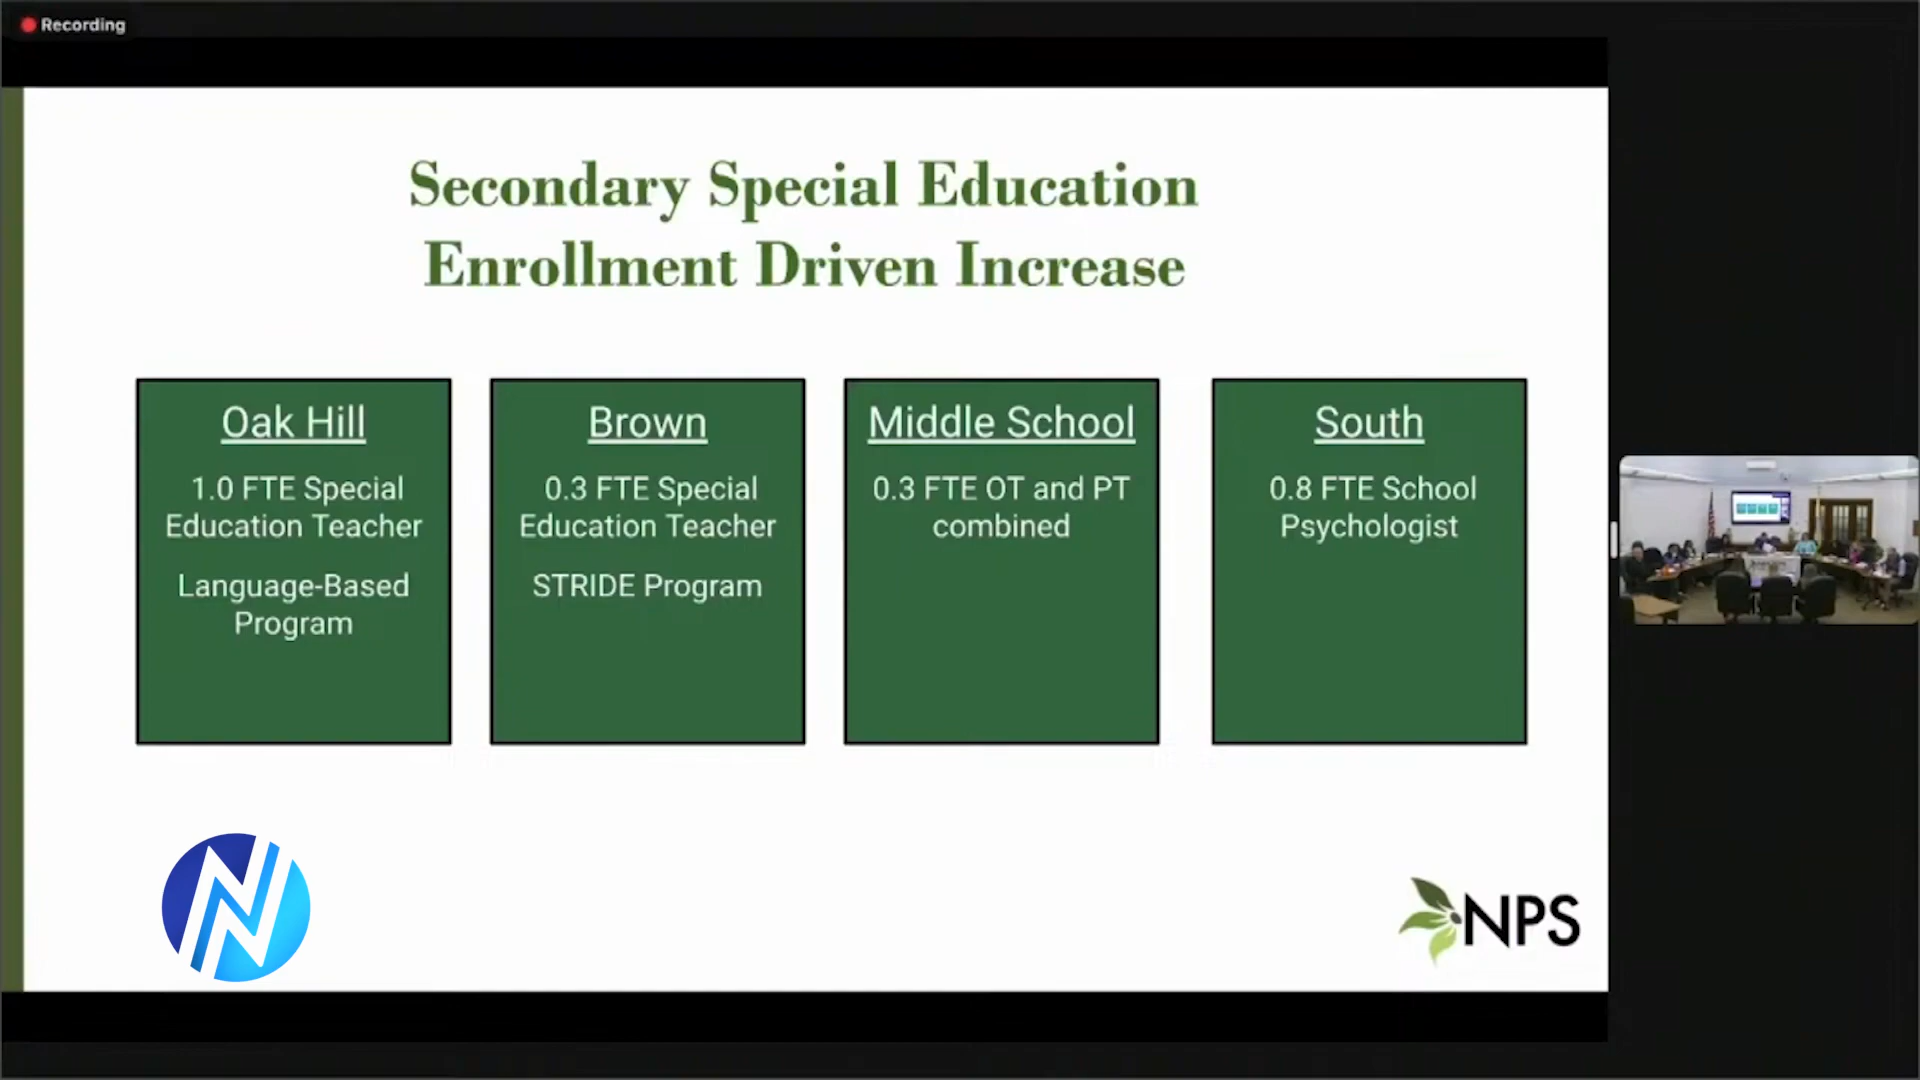 Recording
Secondary Special Education
Enrollment Driven Increase
Oak Hill
1.0 FTE Special
Education Teacher
Language-Based
Program
Brown
0.3 FTE Special
Education Teacher
STRIDE Program
Middle School
0.3 FTE OT and PT
combined
South
0.8 FTE School
Psychologist
NPS